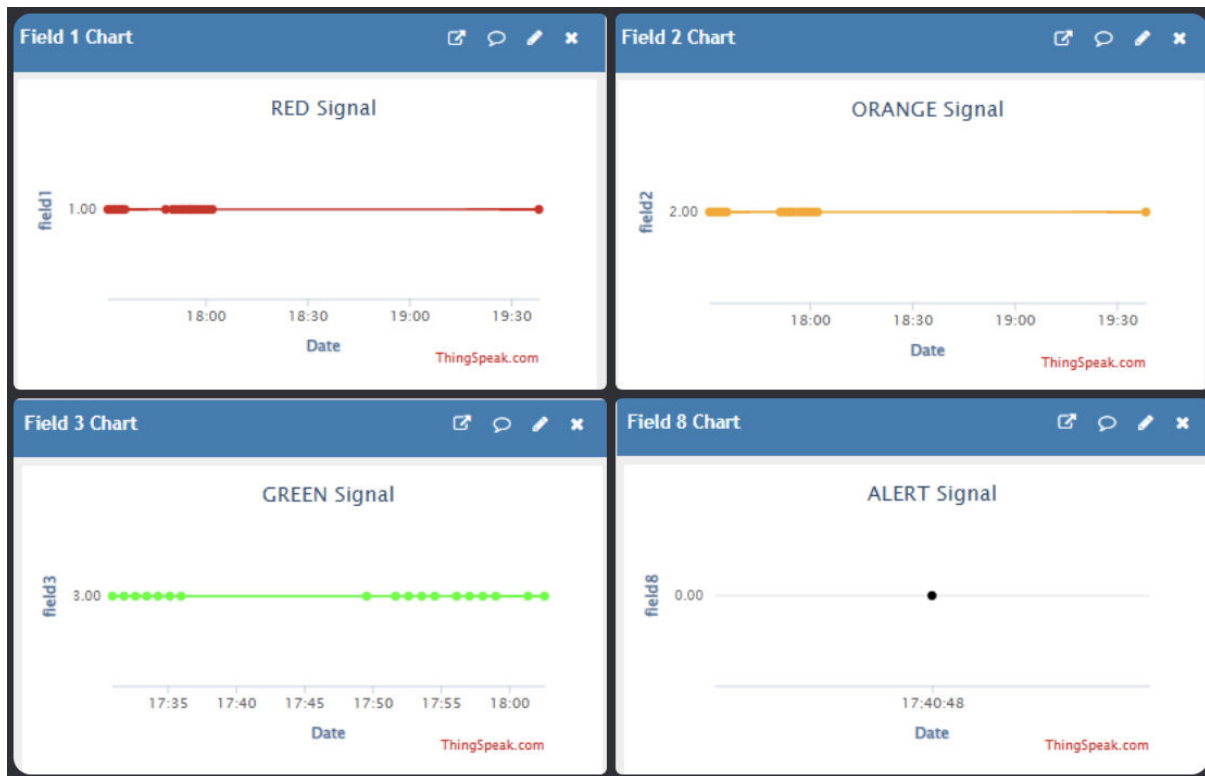 Field 1 Chart
RED Signal
field1
1.00
18:00 18:30 19:00 19:30
Date
ThingSpeak.com
Field 2 Chart
ORANGE Signal
field2
2.00
18:00 18:30 19:00 19:30
Date
ThingSpeak.com
Field 3 Chart
GREEN Signal
field3
3.00
17:35 17:40 17:45 17:50 17:55 18:00
Date
ThingSpeak.com
Field 8 Chart
ALERT Signal
field8
0.00
17:40:48
Date
ThingSpeak.com